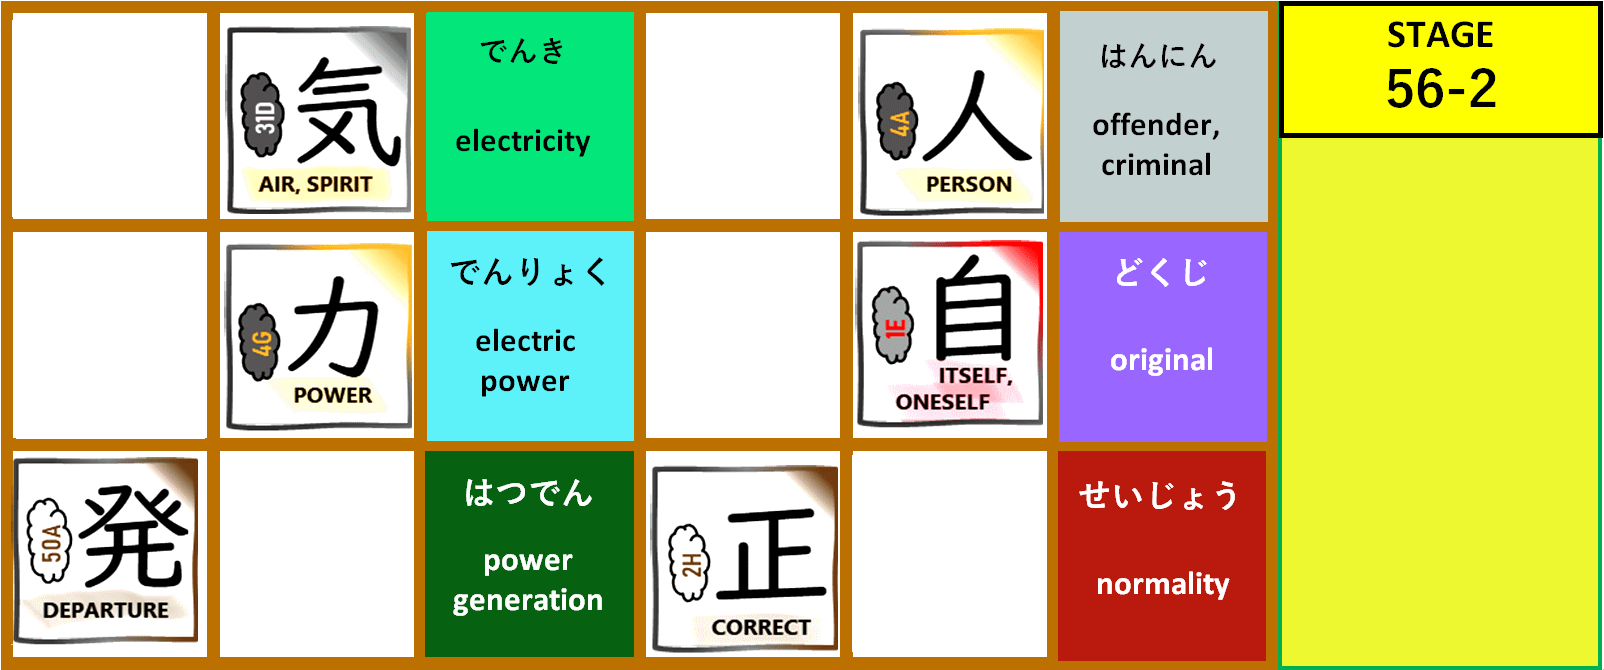 31D
気
AIR, SPIRIT
でんき
electricity
4A
人
PERSON
はんにん
offender,
criminal
STAGE
56-2
4G
力
POWER
でんりょく
electric
power
1E
自
ITSELF,
ONESELF
どくじ
original
50A
発
DEPARTURE
はつでん
power
generation
2H
正
CORRECT
せいじょう
normality